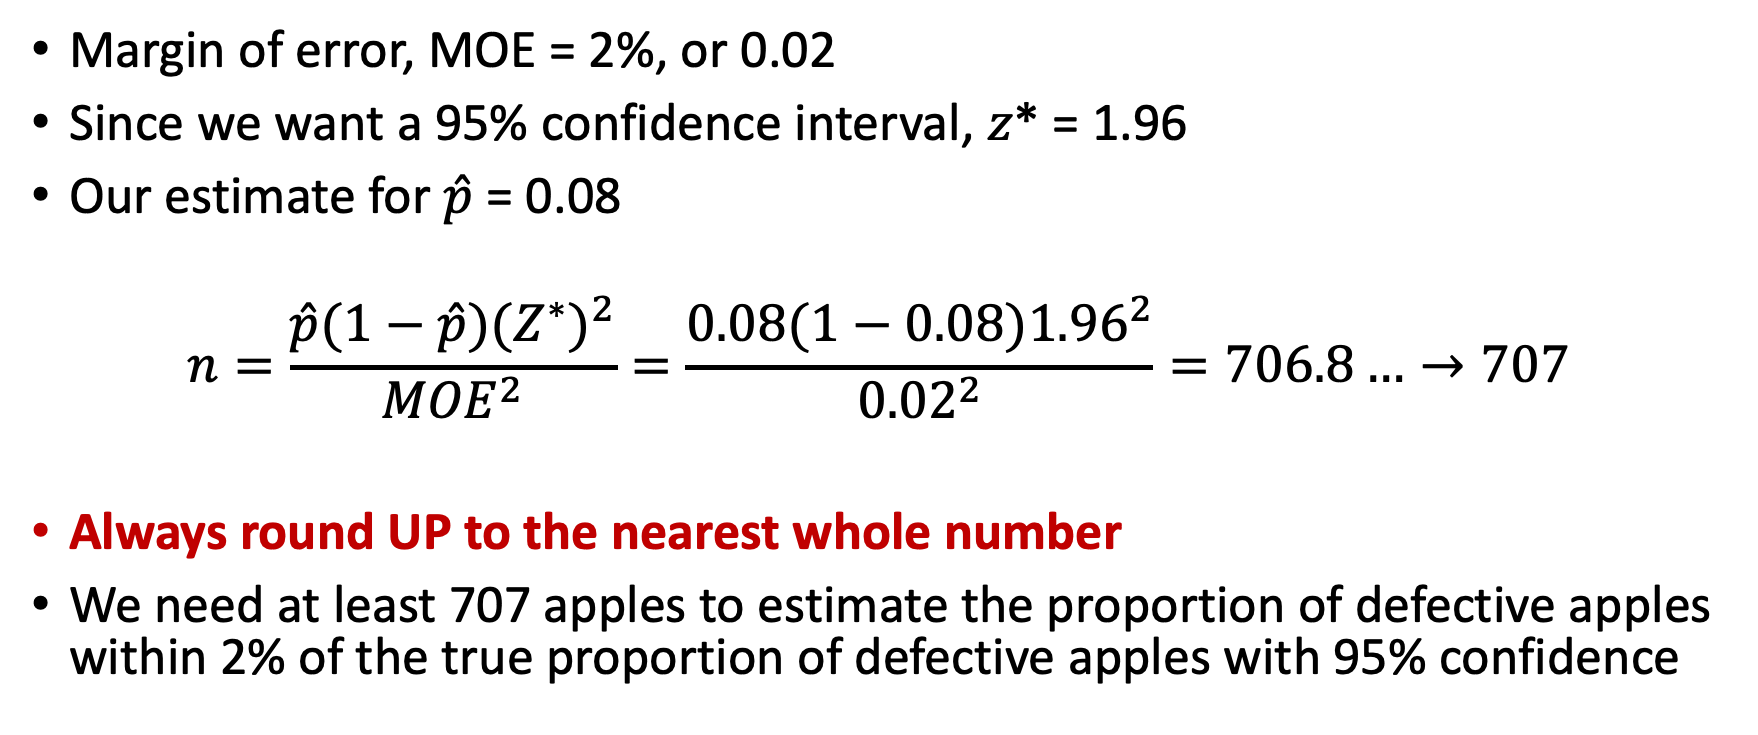 • Margin of error, MOE = 2%, or 0.02
• Since we want a 95% confidence interval, z* = 1.96
• Our estimate for p̂ = 0.08
n = p̂(1 − p̂)(Z*)² / MOE² = 0.08(1 − 0.08)1.96² / 0.02² = 706.8 ... → 707
• Always round UP to the nearest whole number
• We need at least 707 apples to estimate the proportion of defective apples
within 2% of the true proportion of defective apples with 95% confidence